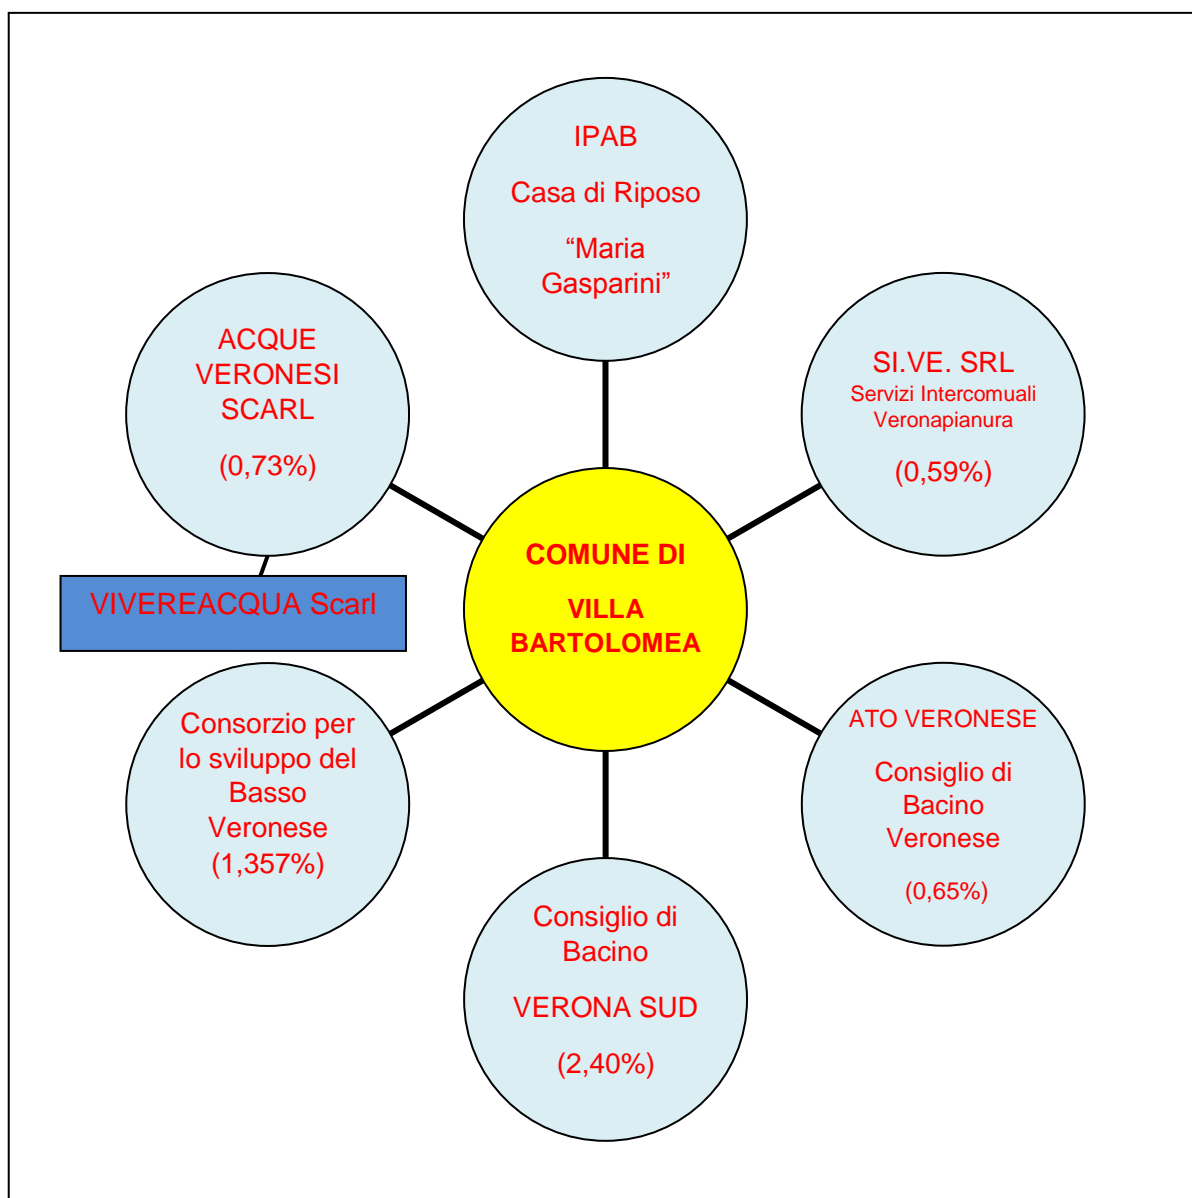 IPAB
Casa di Riposo
“Maria
Gasparini”
ACQUE
VERONESI
SCARL
(0,73%)
SI.VE. SRL
Servizi Intercomuali
Veronapianura
(0,59%)
COMUNE DI
VILLA
BARTOLOMEA
VIVEREACQUA Scarl
Consorzio per
lo sviluppo del
Basso
Veronese
(1,357%)
ATO VERONESE
Consiglio di
Bacino
Veronese
(0,65%)
Consiglio di
Bacino
VERONA SUD
(2,40%)